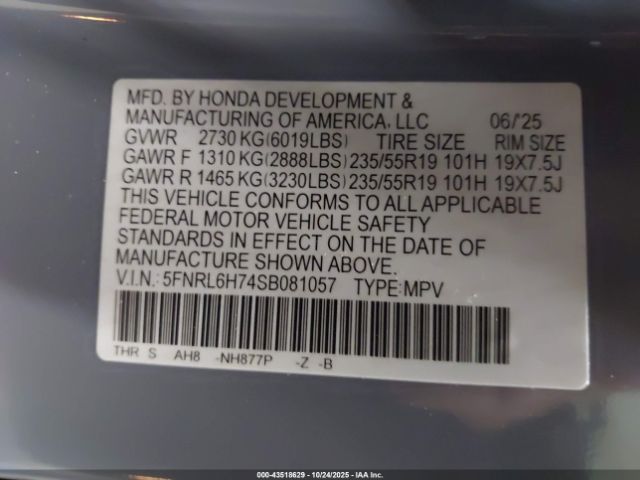 MFD. BY HONDA DEVELOPMENT &
MANUFACTURING OF AMERICA, LLC 06/'25
GVWR 2730 KG(6019LBS) TIRE SIZE RIM SIZE
GAWR F 1310 KG(2888LBS) 235/55R19 101H 19X7.5J
GAWR R 1465 KG(3230LBS) 235/55R19 101H 19X7.5J
THIS VEHICLE CONFORMS TO ALL APPLICABLE
FEDERAL MOTOR VEHICLE SAFETY
STANDARDS IN EFFECT ON THE DATE OF
MANUFACTURE SHOWN ABOVE.
V.I.N.: 5FNRL6H74SB081057 TYPE:MPV
THR S AH8 -NH877P -Z -B
000-43518629 - 10/24/2025 - Copyright © IAA, Inc.